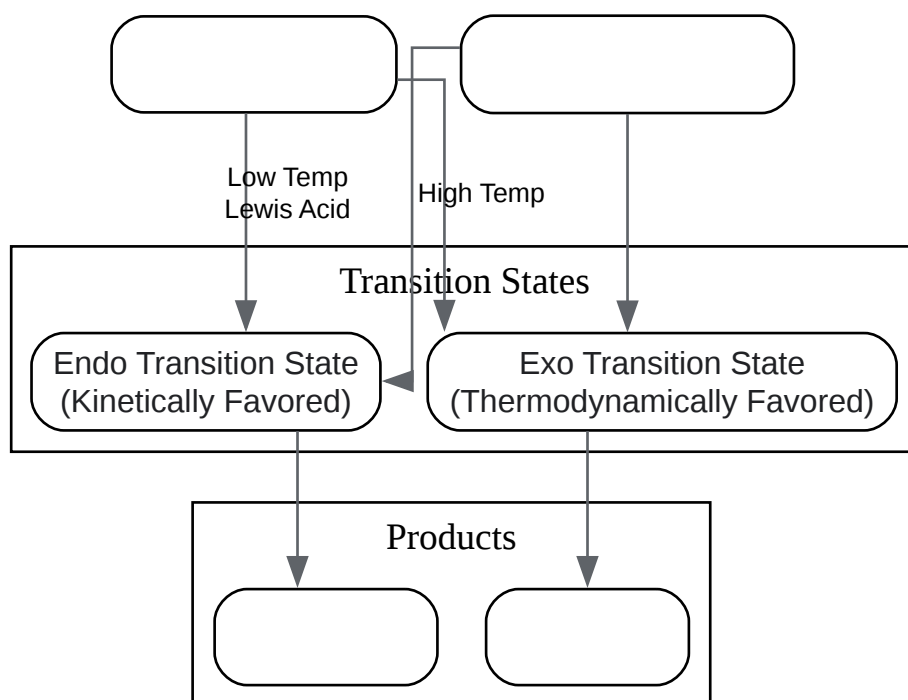 Low Temp
Lewis Acid
High Temp
Transition States
Endo Transition State
(Kinetically Favored)
Exo Transition State
(Thermodynamically Favored)
Products